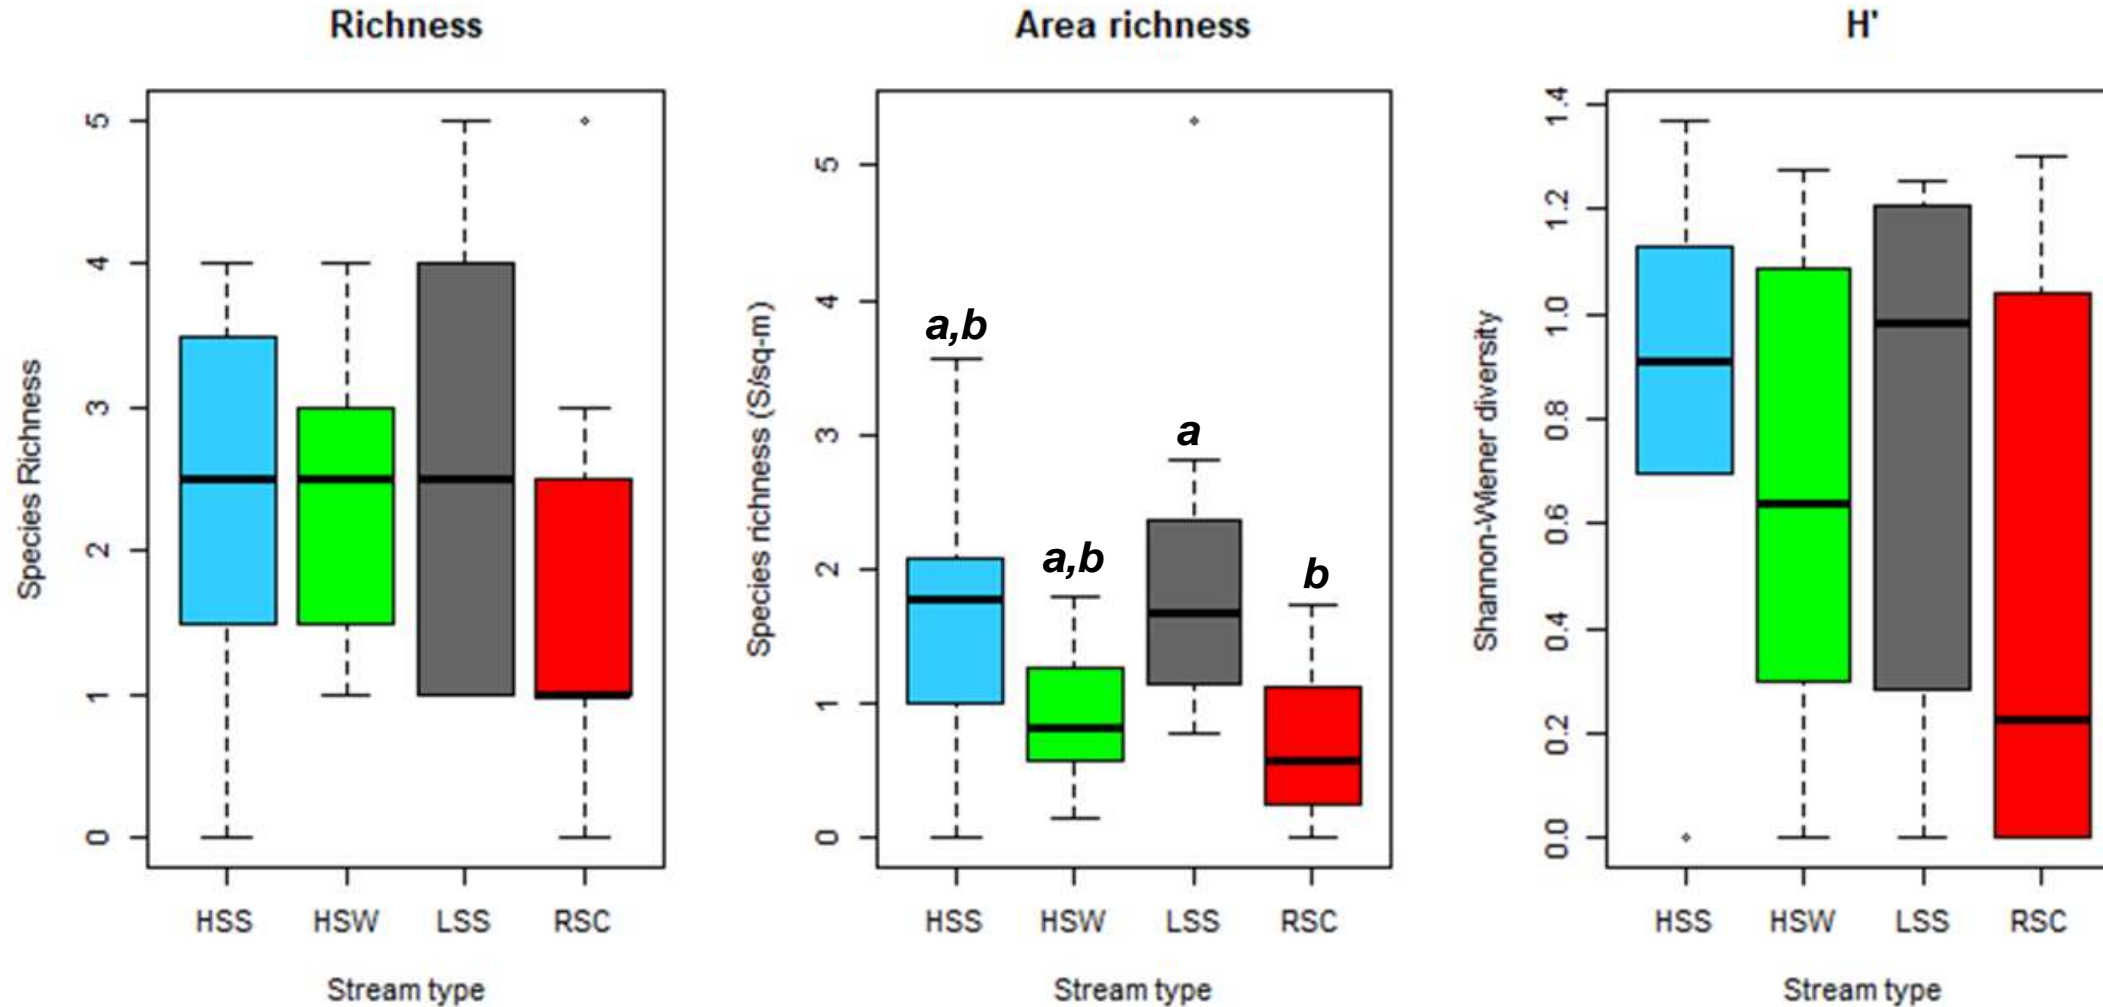 Richness
Species Richness
5
4
3
2
1
0
HSS HSW LSS RSC
Stream type
Area richness
Species richness (S/sq-m)
5
4
3
2
1
0
a,b
a,b
a
b
HSS HSW LSS RSC
Stream type
H'
Shannon-Wiener diversity
1.4
1.2
1.0
0.8
0.6
0.4
0.2
0.0
HSS HSW LSS RSC
Stream type